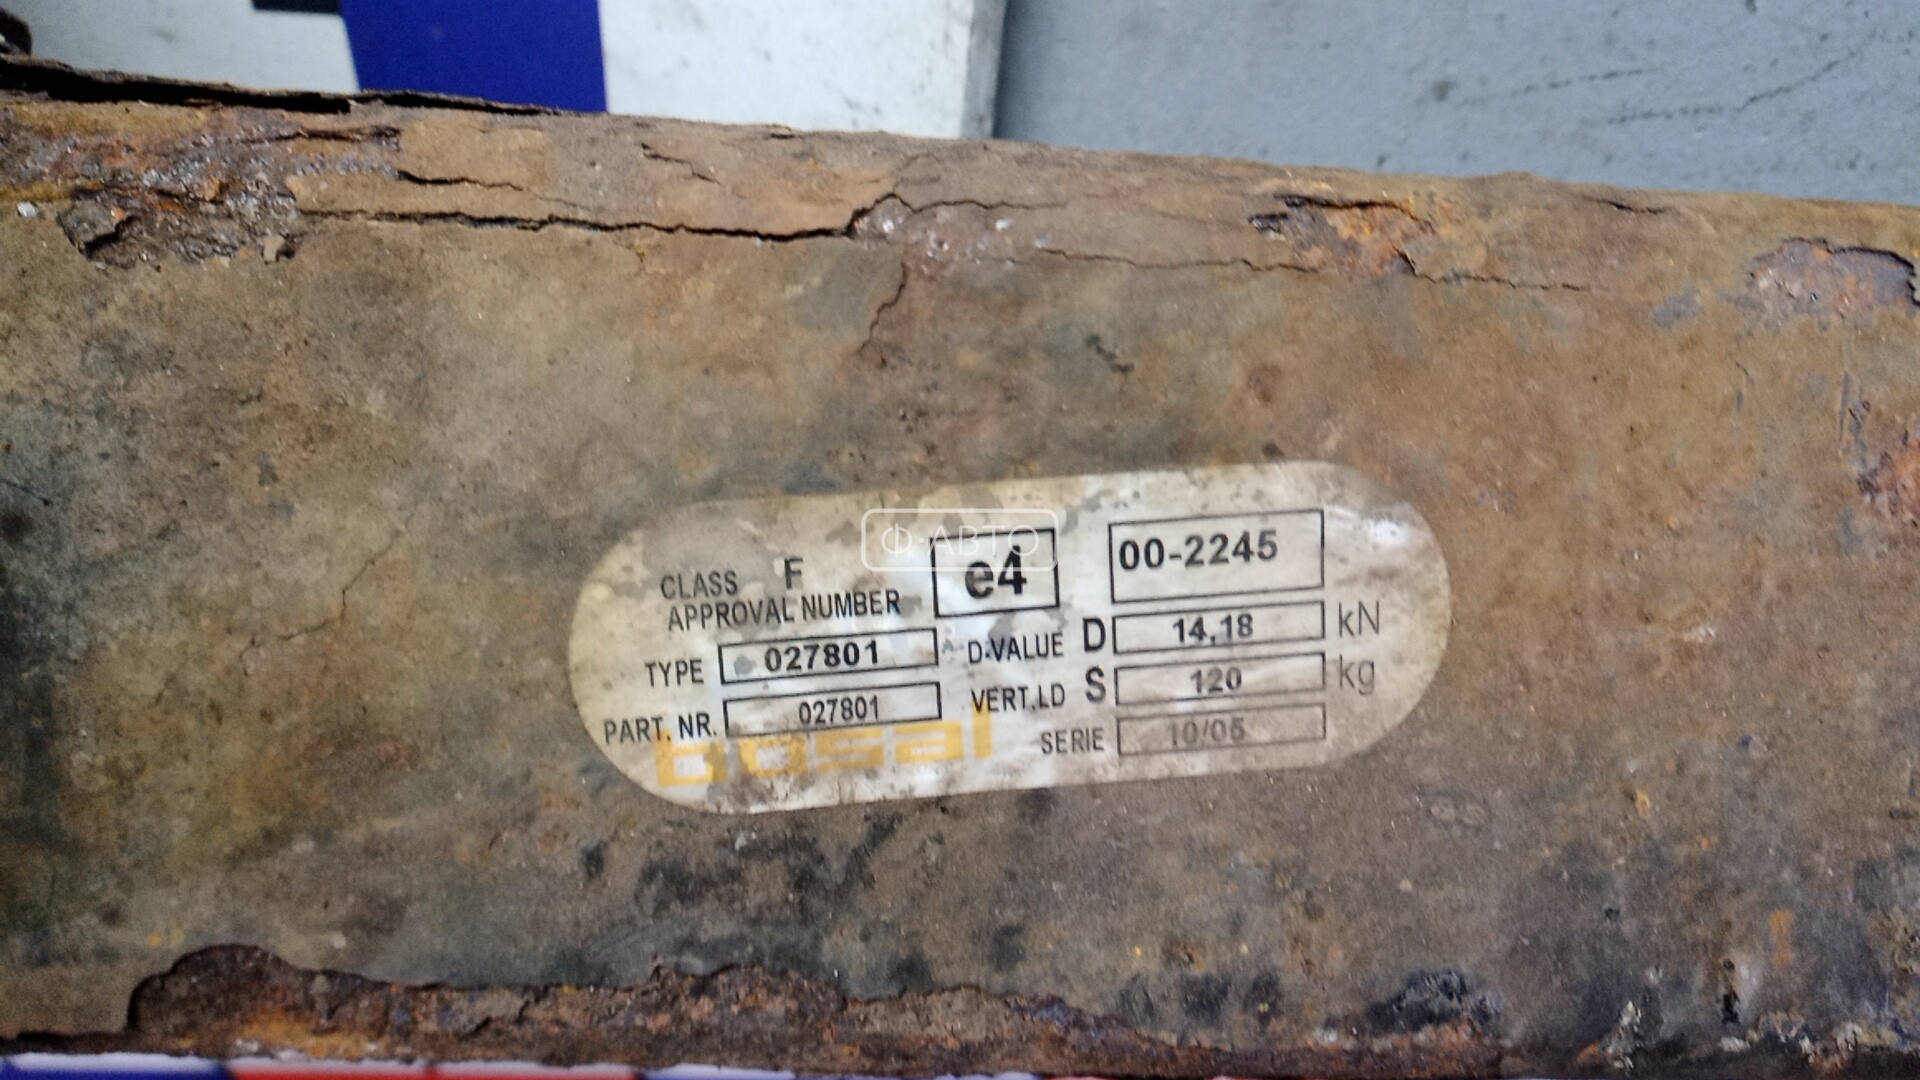 Ф·АВТО
CLASS F
APPROVAL NUMBER e4 00-2245
TYPE 027801 D-VALUE D 14,18 kN
PART. NR. 027801 VERT.LD S 120 kg
bosal SERIE 10/05